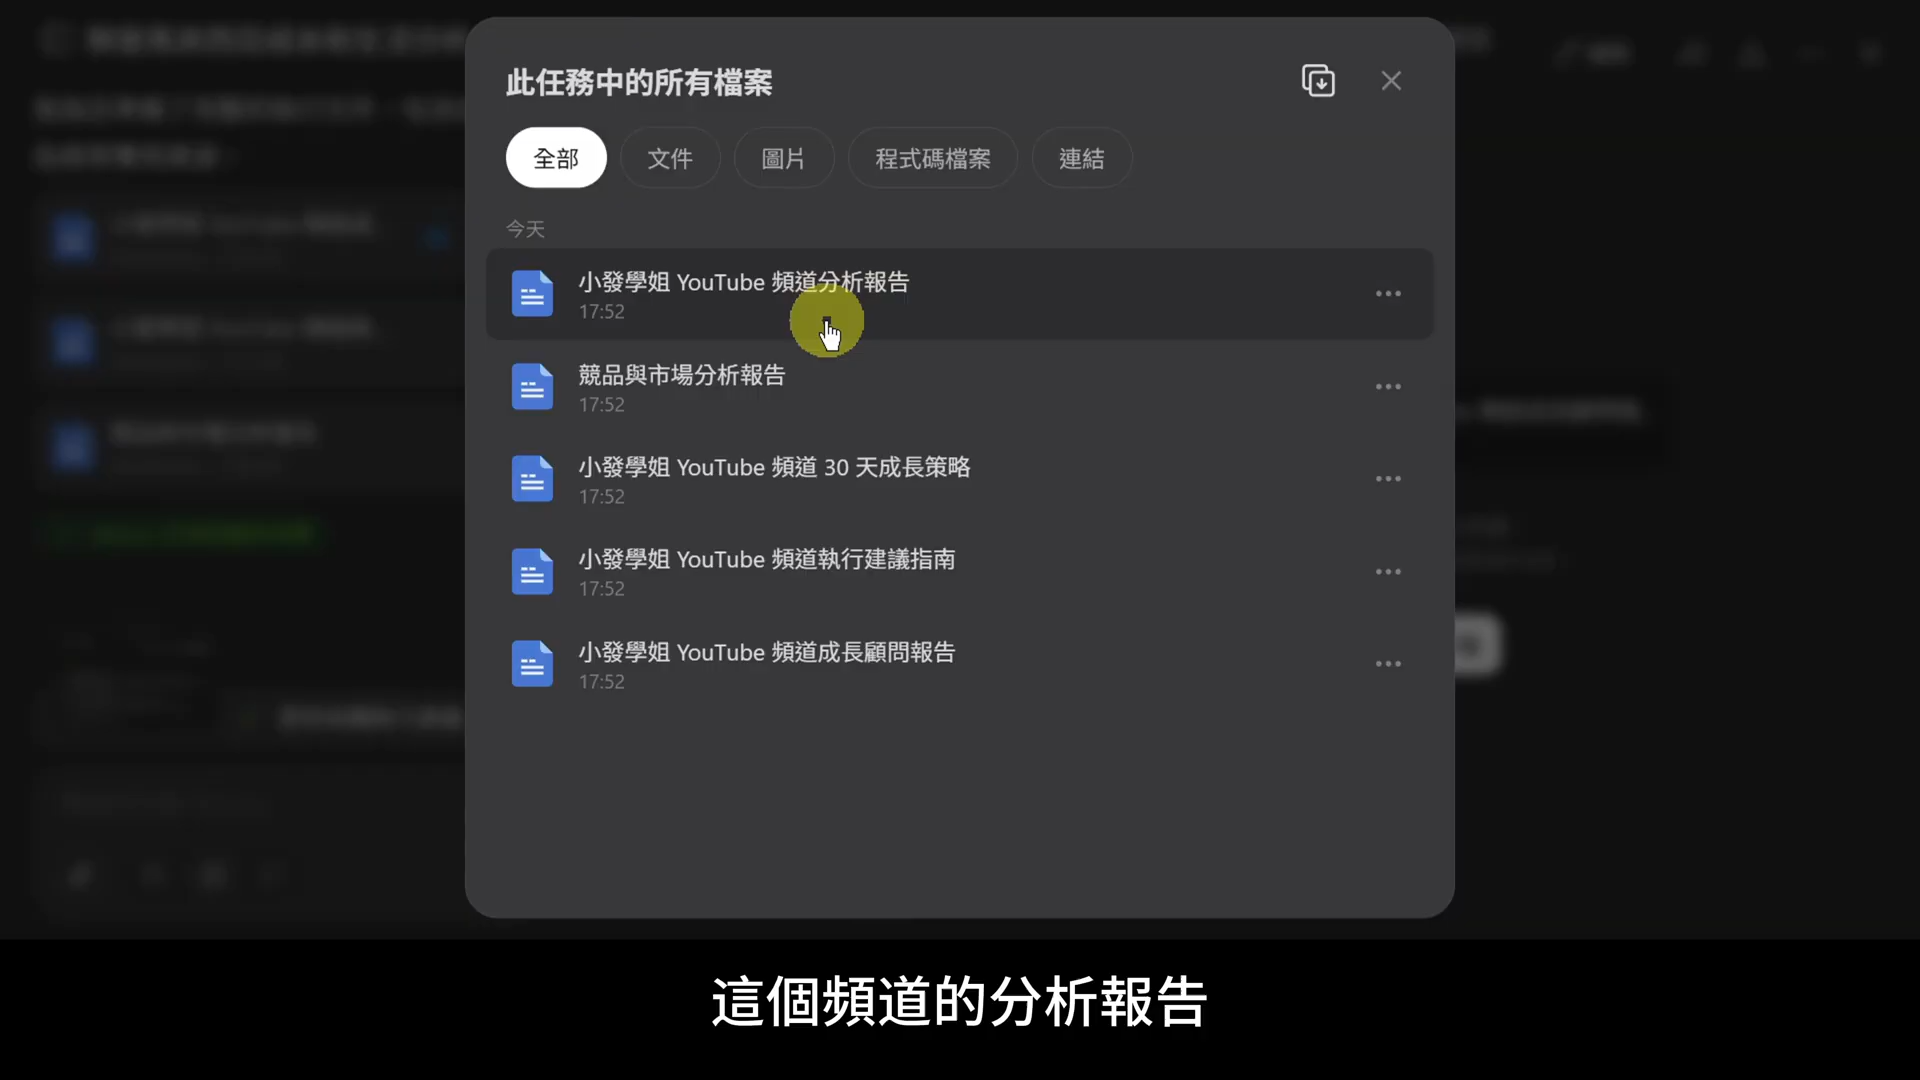 此任務中的所有檔案
全部
文件
圖片
程式碼檔案
連結
今天
小發學姐 YouTube 頻道分析報告
17:52
競品與市場分析報告
17:52
小發學姐 YouTube 頻道 30 天成長策略
17:52
小發學姐 YouTube 頻道執行建議指南
17:52
小發學姐 YouTube 頻道成長顧問報告
17:52
這個頻道的分析報告